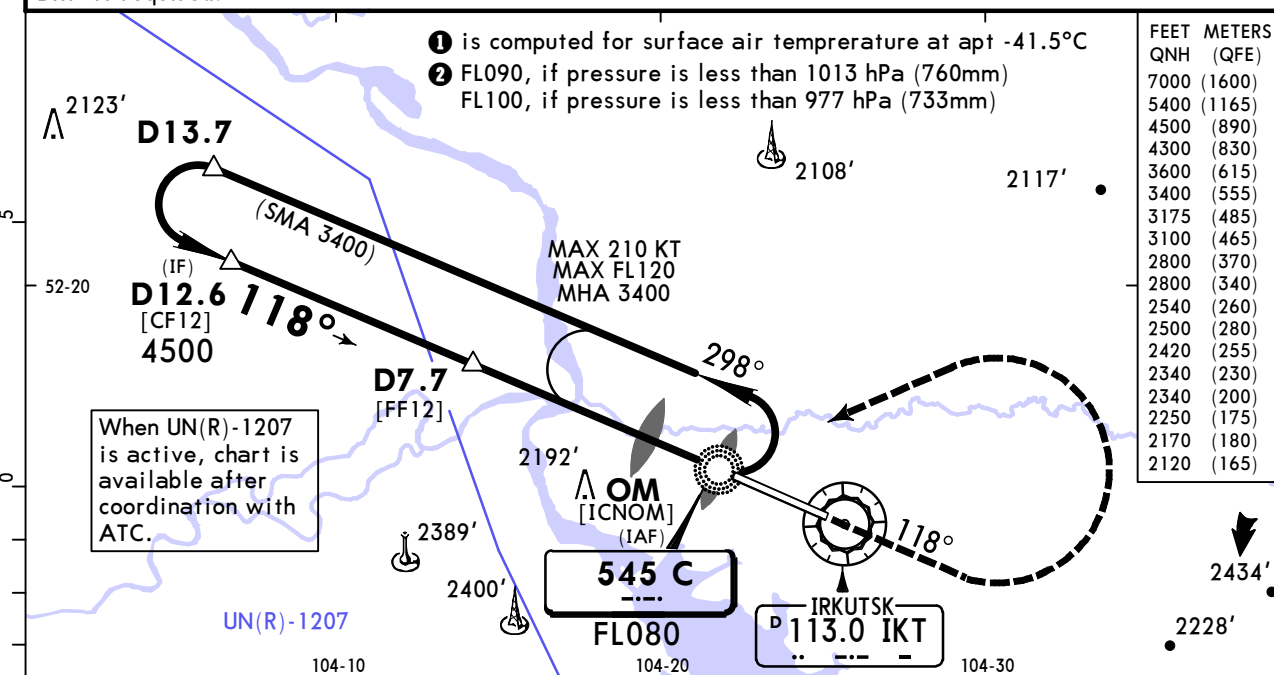 ❶ is computed for surface air temprerature at apt -41.5°C
❷ FL090, if pressure is less than 1013 hPa (760mm)
FL100, if pressure is less than 977 hPa (733mm)
FEET METERS
QNH (QFE)
7000 (1600)
5400 (1165)
4500 (890)
4300 (830)
3600 (615)
3400 (555)
3175 (485)
3100 (465)
2800 (370)
2800 (340)
2540 (260)
2500 (280)
2420 (255)
2340 (230)
2340 (200)
2250 (175)
2170 (180)
2120 (165)
2123'
D13.7
2108'
2117'
5
(SMA 3400)
MAX 210 KT
MAX FL120
MHA 3400
(IF)
52-20
D12.6
[CF12]
4500
118°
298°
D7.7
[FF12]
When UN(R)-1207
is active, chart is
available after
coordination with
ATC.
0
2192'
OM
[ICNOM]
(IAF)
545 C
FL080
2389'
2400'
118°
IRKUTSK
D 113.0 IKT
2434'
2228'
UN(R)-1207
104-10
104-20
104-30